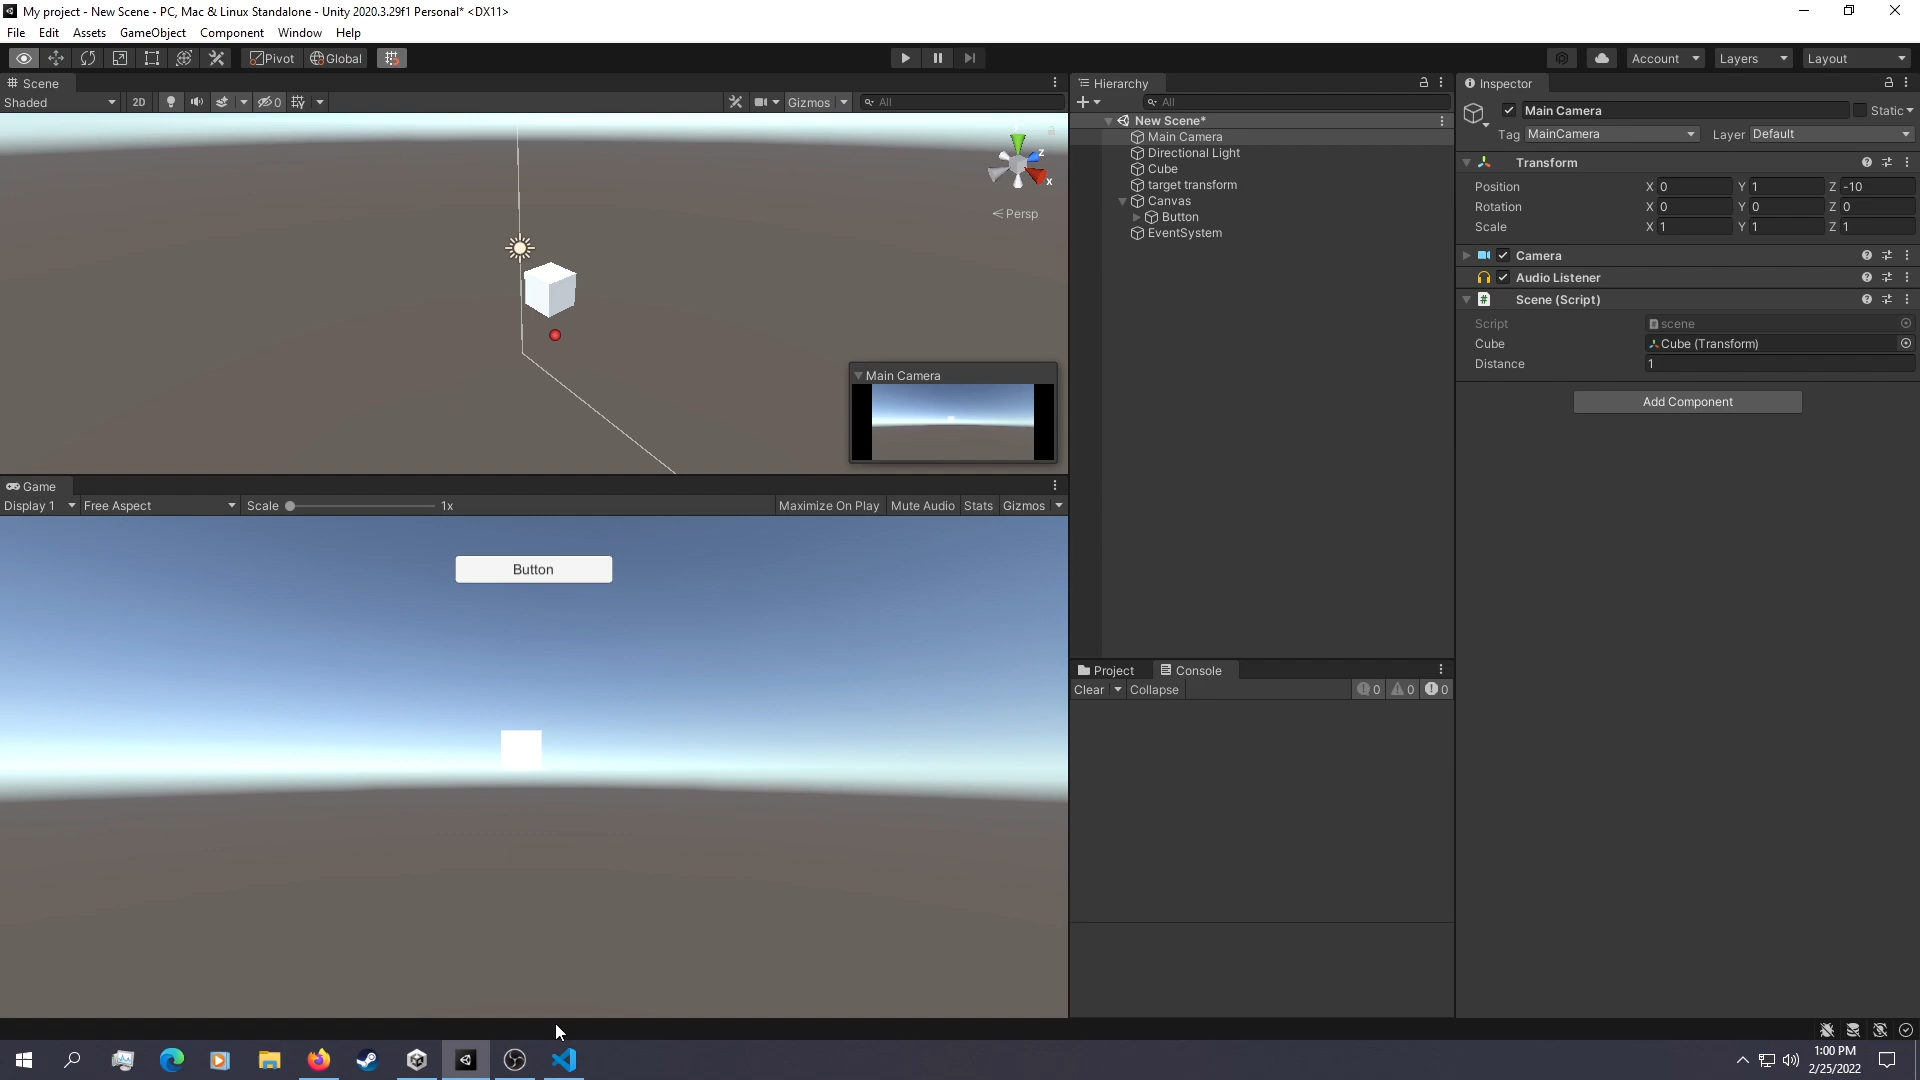 My project - New Scene - PC, Mac & Linux Standalone - Unity 2020.3.29f1 Personal* <DX11>
File Edit Assets GameObject Component Window Help
Pivot Global Account Layers Layout
Scene
Shaded 2D 0 Gizmos All
y
z
x
Persp
Main Camera
Game
Display 1 Free Aspect Scale 1x Maximize On Play Mute Audio Stats Gizmos
Button
Hierarchy
All
New Scene*
Main Camera
Directional Light
Cube
target transform
Canvas
Button
EventSystem
Project Console
Clear Collapse 0 0 0
Inspector
Main Camera Static
Tag MainCamera Layer Default
Transform
Position X 0 Y 1 Z -10
Rotation X 0 Y 0 Z 0
Scale X 1 Y 1 Z 1
Camera
Audio Listener
# Scene (Script)
Script scene
Cube Cube (Transform)
Distance 1
Add Component
1:00 PM
2/25/2022